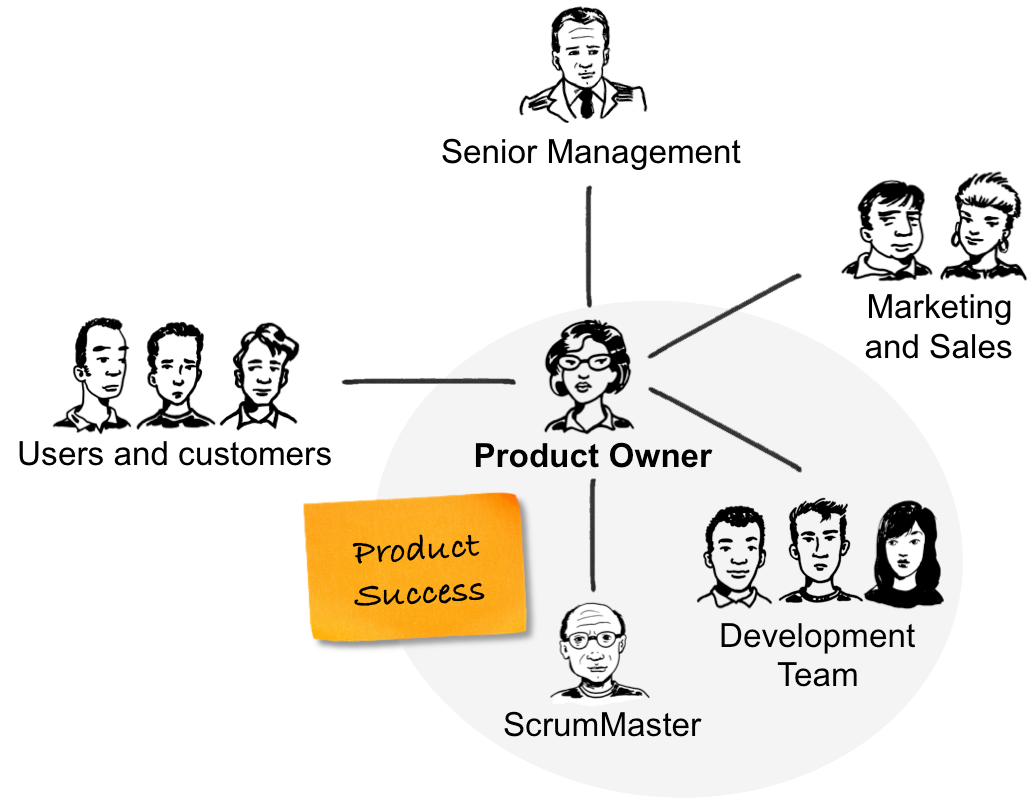 Senior Management
Marketing
and Sales
Users and customers
Product Owner
Product
Success
Development
Team
ScrumMaster